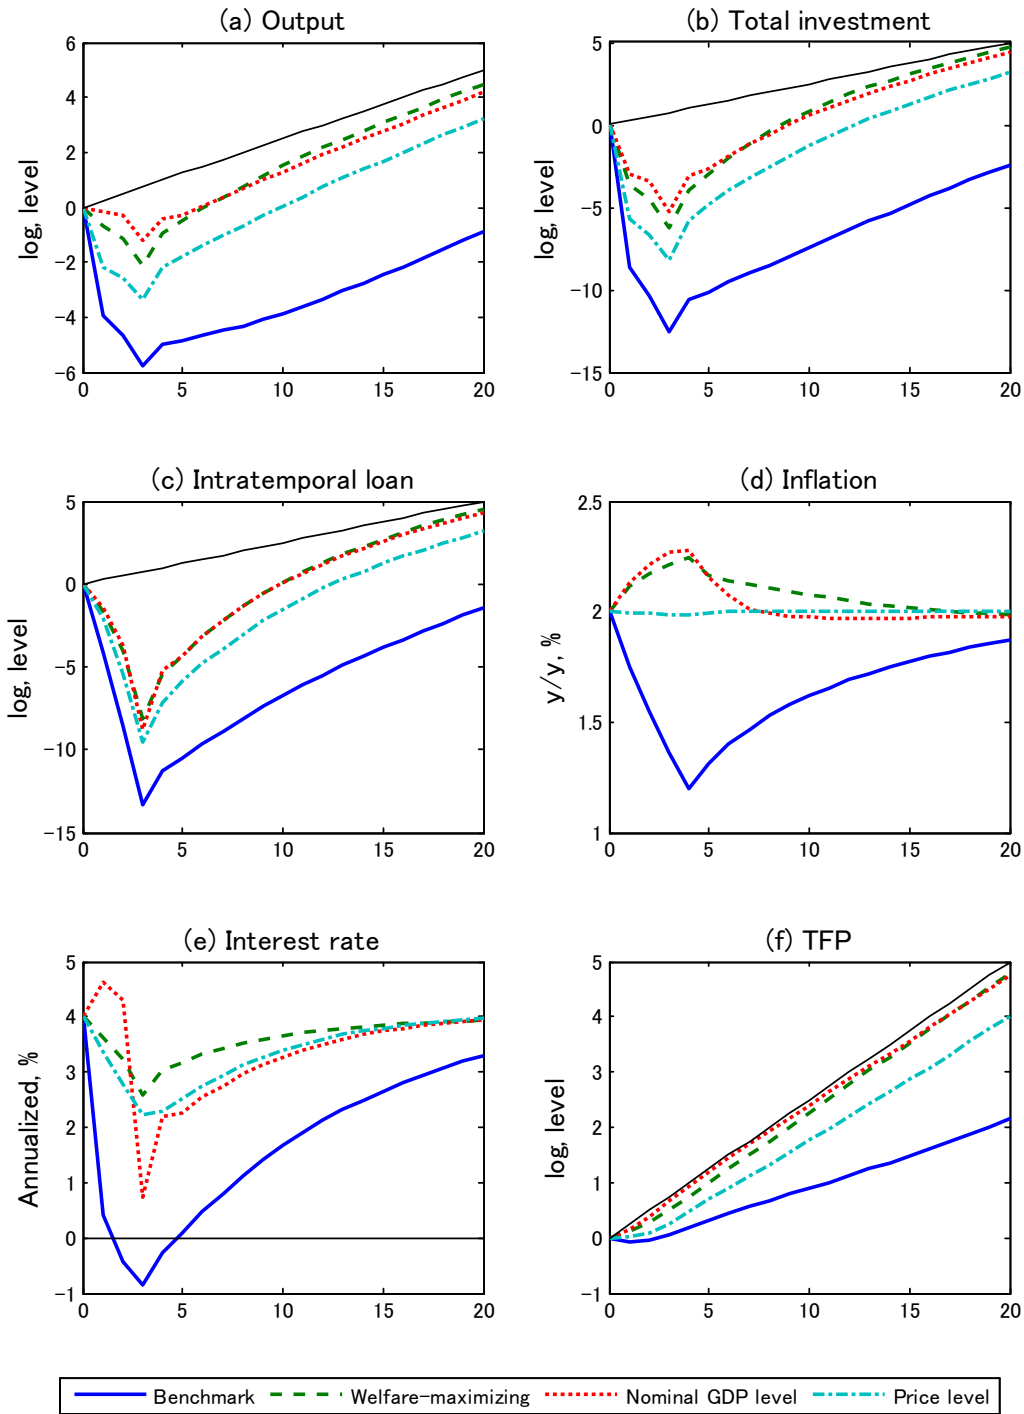 (a) Output
(b) Total investment
log, level
6
4
2
0
−2
−4
−6
0 5 10 15 20
log, level
5
0
−5
−10
−15
0 5 10 15 20
(c) Intratemporal loan
(d) Inflation
log, level
5
0
−5
−10
−15
0 5 10 15 20
y/y, %
2.5
2
1.5
1
0 5 10 15 20
(e) Interest rate
(f) TFP
Annualized, %
5
4
3
2
1
0
−1
0 5 10 15 20
log, level
5
4
3
2
1
0
−1
0 5 10 15 20
Benchmark Welfare−maximizing Nominal GDP level Price level